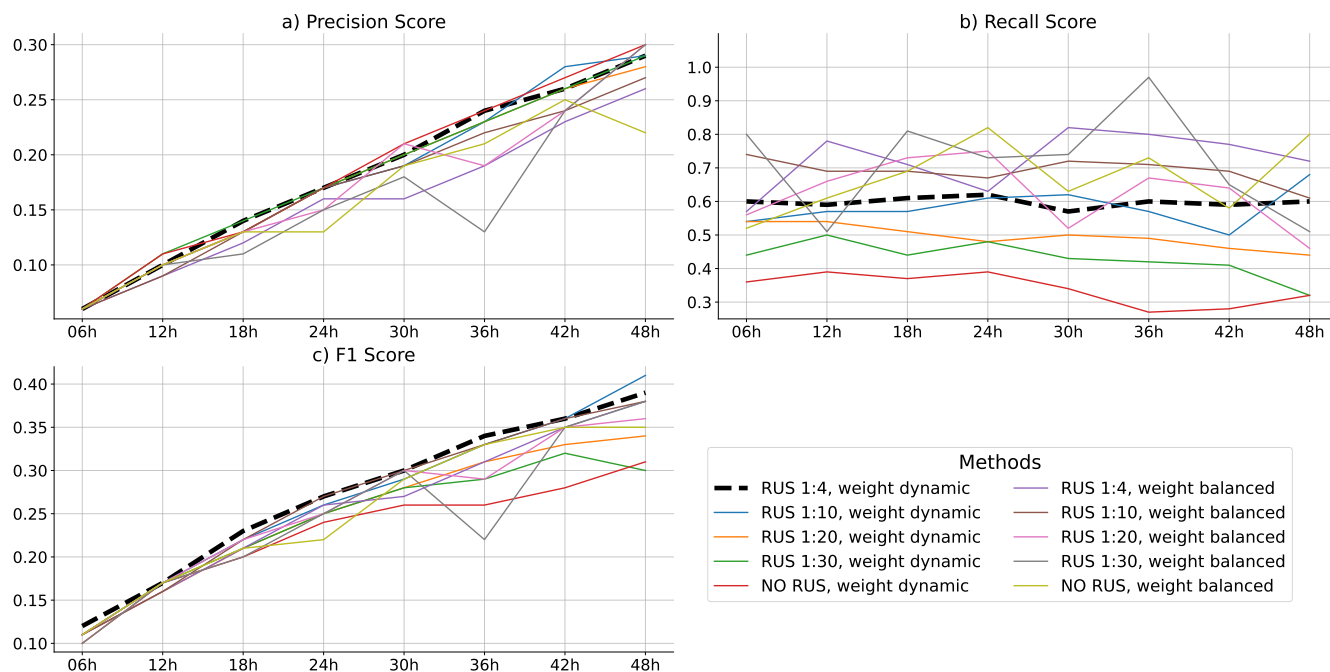 a) Precision Score
0.30
0.25
0.20
0.15
0.10
06h 12h 18h 24h 30h 36h 42h 48h
b) Recall Score
1.0
0.9
0.8
0.7
0.6
0.5
0.4
0.3
06h 12h 18h 24h 30h 36h 42h 48h
c) F1 Score
0.40
0.35
0.30
0.25
0.20
0.15
0.10
06h 12h 18h 24h 30h 36h 42h 48h
Methods
RUS 1:4, weight dynamic
RUS 1:10, weight dynamic
RUS 1:20, weight dynamic
RUS 1:30, weight dynamic
NO RUS, weight dynamic
RUS 1:4, weight balanced
RUS 1:10, weight balanced
RUS 1:20, weight balanced
RUS 1:30, weight balanced
NO RUS, weight balanced